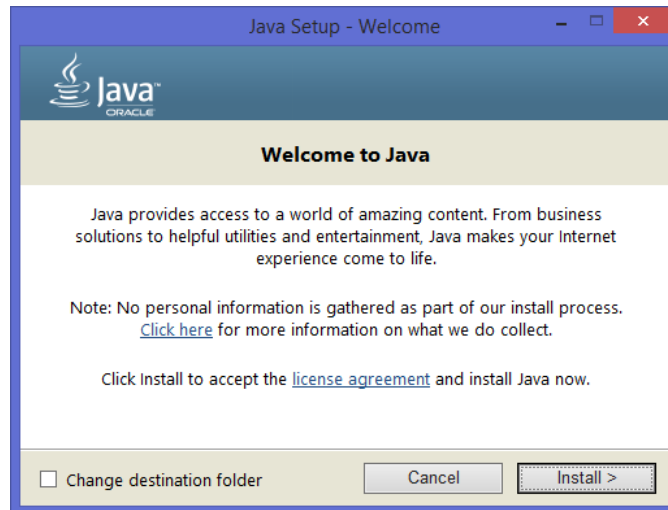 Java Setup - Welcome
Java™
ORACLE
Welcome to Java
Java provides access to a world of amazing content. From business
solutions to helpful utilities and entertainment, Java makes your Internet
experience come to life.
Note: No personal information is gathered as part of our install process.
Click here for more information on what we do collect.
Click Install to accept the license agreement and install Java now.
Change destination folder
Cancel
Install >